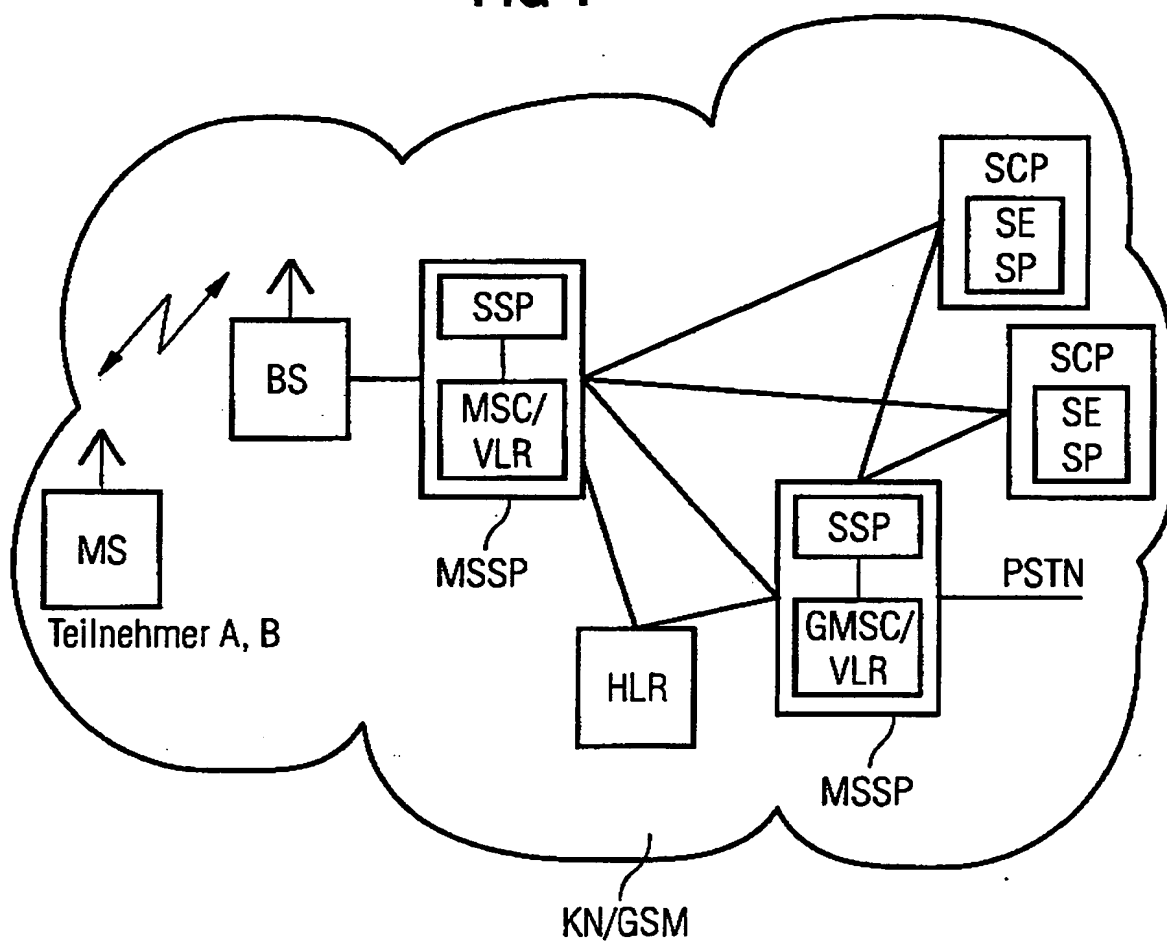 SCP
SE
SP
SSP
BS
SCP
MSC/
VLR
SE
SP
MS
SSP
MSSP
PSTN
Teilnehmer A, B
GMSC/
VLR
HLR
MSSP
KN/GSM